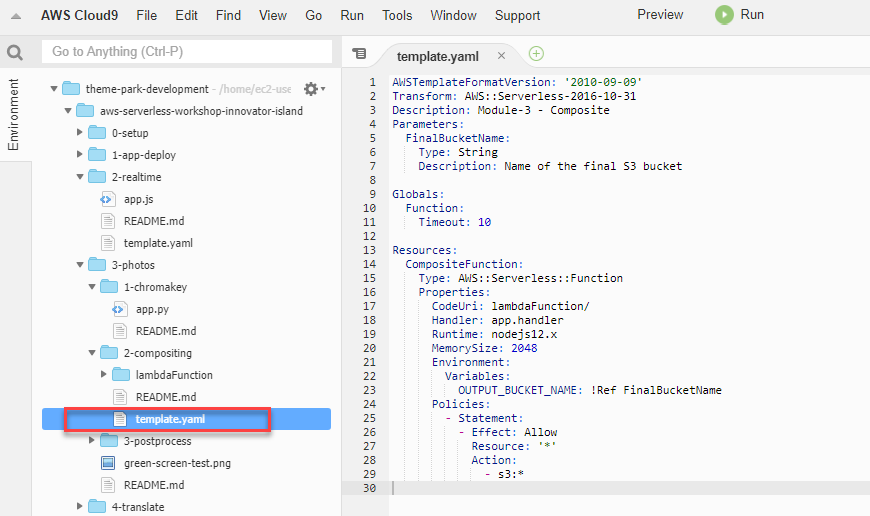 AWS Cloud9 File Edit Find View Go Run Tools Window Support Preview Run
Go to Anything (Ctrl-P)
Environment
theme-park-development - /home/ec2-use
aws-serverless-workshop-innovator-island
0-setup
1-app-deploy
2-realtime
app.js
README.md
template.yaml
3-photos
1-chromakey
app.py
README.md
2-compositing
lambdaFunction
README.md
template.yaml
3-postprocess
green-screen-test.png
README.md
4-translate
template.yaml
1 AWSTemplateFormatVersion: '2010-09-09'
2 Transform: AWS::Serverless-2016-10-31
3 Description: Module-3 - Composite
4 Parameters:
5 FinalBucketName:
6 Type: String
7 Description: Name of the final S3 bucket
8
9 Globals:
10 Function:
11 Timeout: 10
12
13 Resources:
14 CompositeFunction:
15 Type: AWS::Serverless::Function
16 Properties:
17 CodeUri: lambdaFunction/
18 Handler: app.handler
19 Runtime: nodejs12.x
20 MemorySize: 2048
21 Environment:
22 Variables:
23 OUTPUT_BUCKET_NAME: !Ref FinalBucketName
24 Policies:
25 - Statement:
26 - Effect: Allow
27 Resource: '*'
28 Action:
29 - s3:*
30